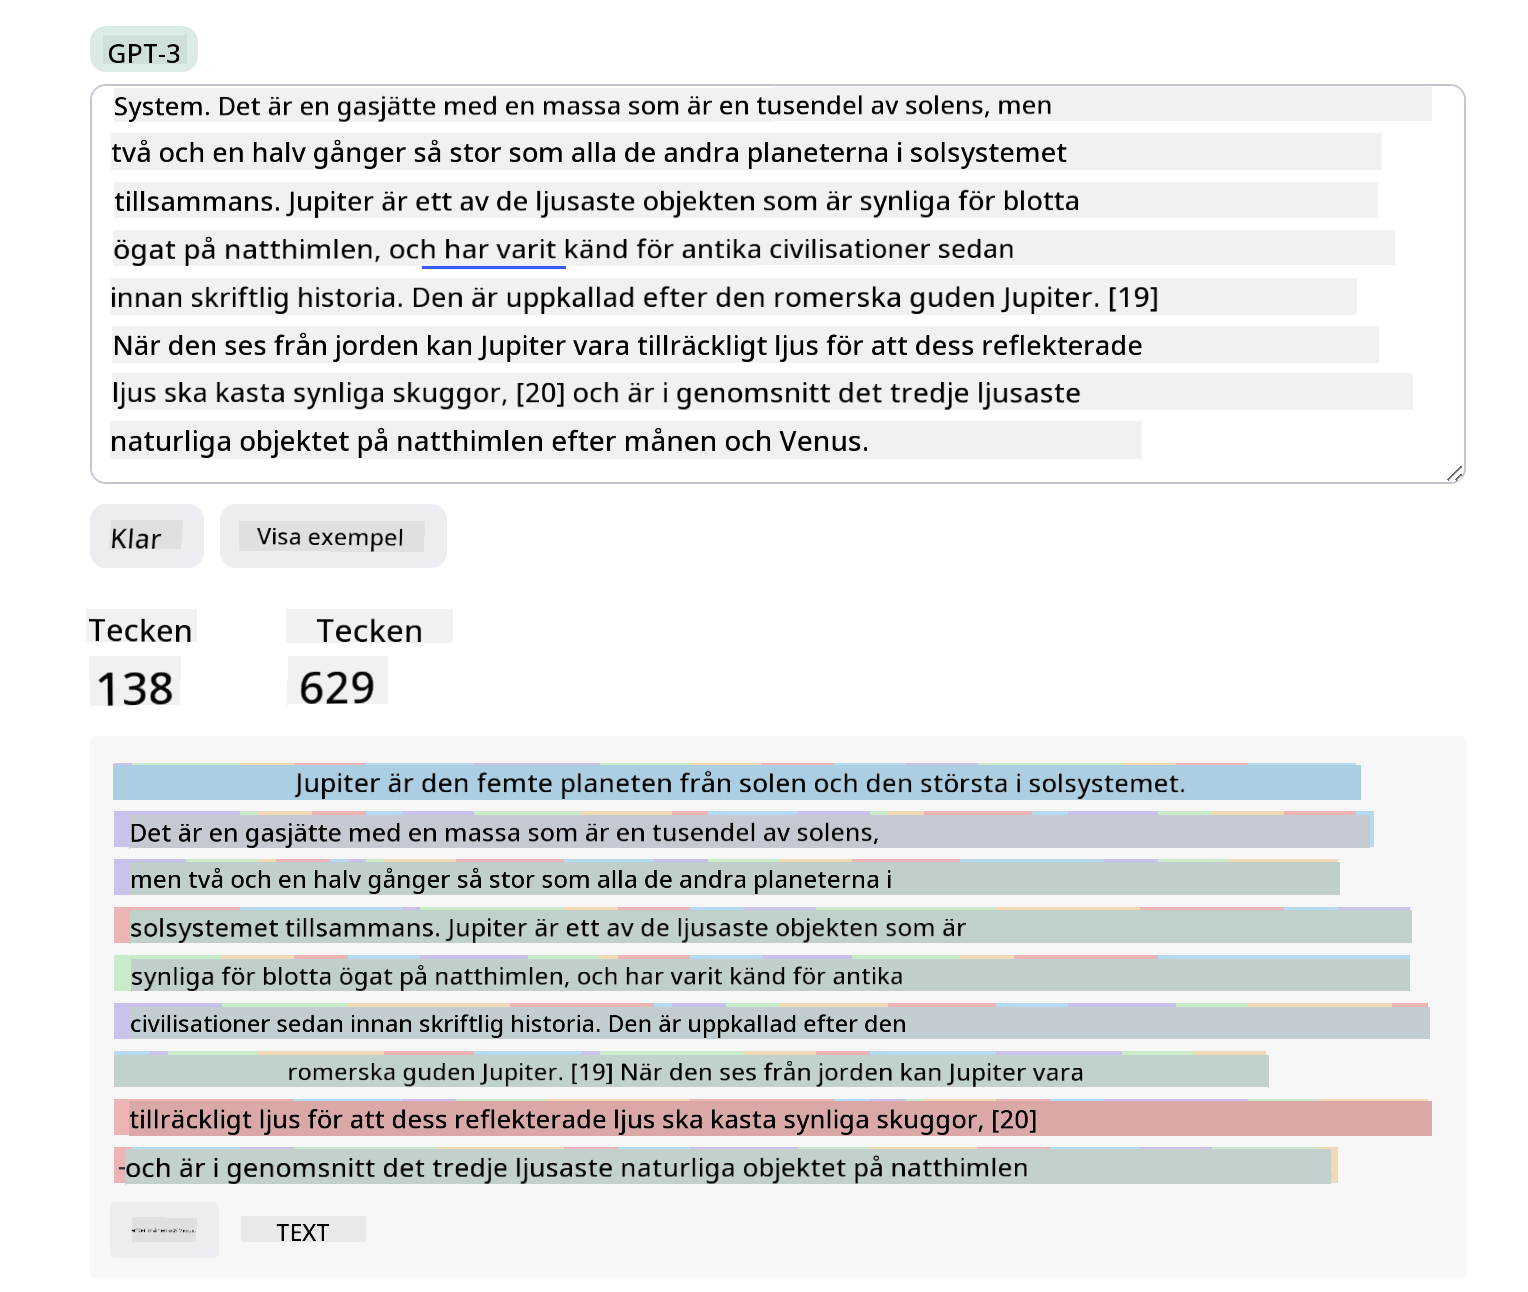 GPT-3
System. Det är en gasjätte med en massa som är en tusendel av solens, men
två och en halv gånger så stor som alla de andra planeterna i solsystemet
tillsammans. Jupiter är ett av de ljusaste objekten som är synliga för blotta
ögat på natthimlen, och har varit känd för antika civilisationer sedan
innan skriftlig historia. Den är uppkallad efter den romerska guden Jupiter. [19]
När den ses från jorden kan Jupiter vara tillräckligt ljus för att dess reflekterade
ljus ska kasta synliga skuggor, [20] och är i genomsnitt det tredje ljusaste
naturliga objektet på natthimlen efter månen och Venus.
Klar Visa exempel
Tecken Tecken
138 629
Jupiter är den femte planeten från solen och den största i solsystemet.
Det är en gasjätte med en massa som är en tusendel av solens,
men två och en halv gånger så stor som alla de andra planeterna i
solsystemet tillsammans. Jupiter är ett av de ljusaste objekten som är
synliga för blotta ögat på natthimlen, och har varit känd för antika
civilisationer sedan innan skriftlig historia. Den är uppkallad efter den
romerska guden Jupiter. [19] När den ses från jorden kan Jupiter vara
tillräckligt ljus för att dess reflekterade ljus ska kasta synliga skuggor, [20]
-och är i genomsnitt det tredje ljusaste naturliga objektet på natthimlen
efter månen och Venus. TEXT